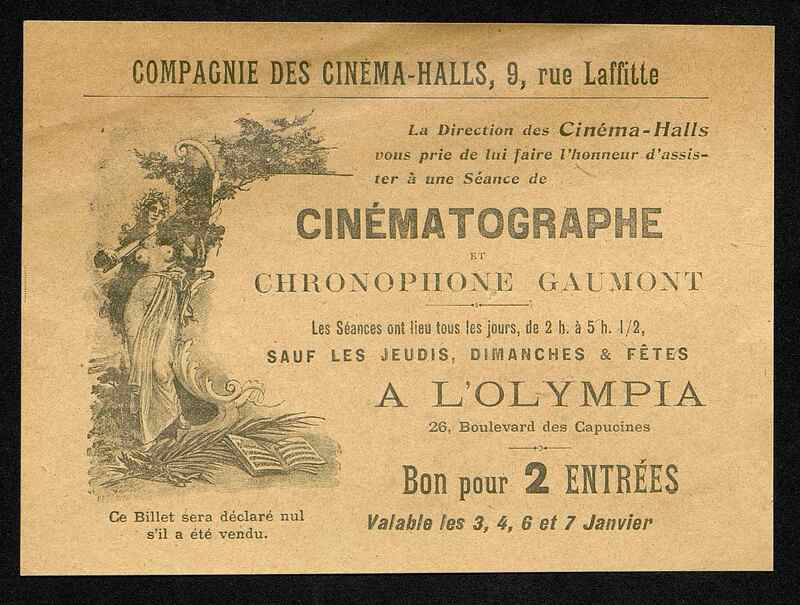 COMPAGNIE DES CINÉMA-HALLS, 9, rue Laffitte
La Direction des Cinéma-Halls
vous prie de lui faire l'honneur d'assis-
ter à une Séance de
CINÉMATOGRAPHE
ET
CHRONOPHONE GAUMONT
Les Séances ont lieu tous les jours, de 2 h. à 5 h. 1/2,
SAUF LES JEUDIS, DIMANCHES & FÊTES
A L'OLYMPIA
26, Boulevard des Capucines
Bon pour 2 ENTRÉES
Valable les 3, 4, 6 et 7 Janvier
Ce Billet sera déclaré nul
s'il a été vendu.